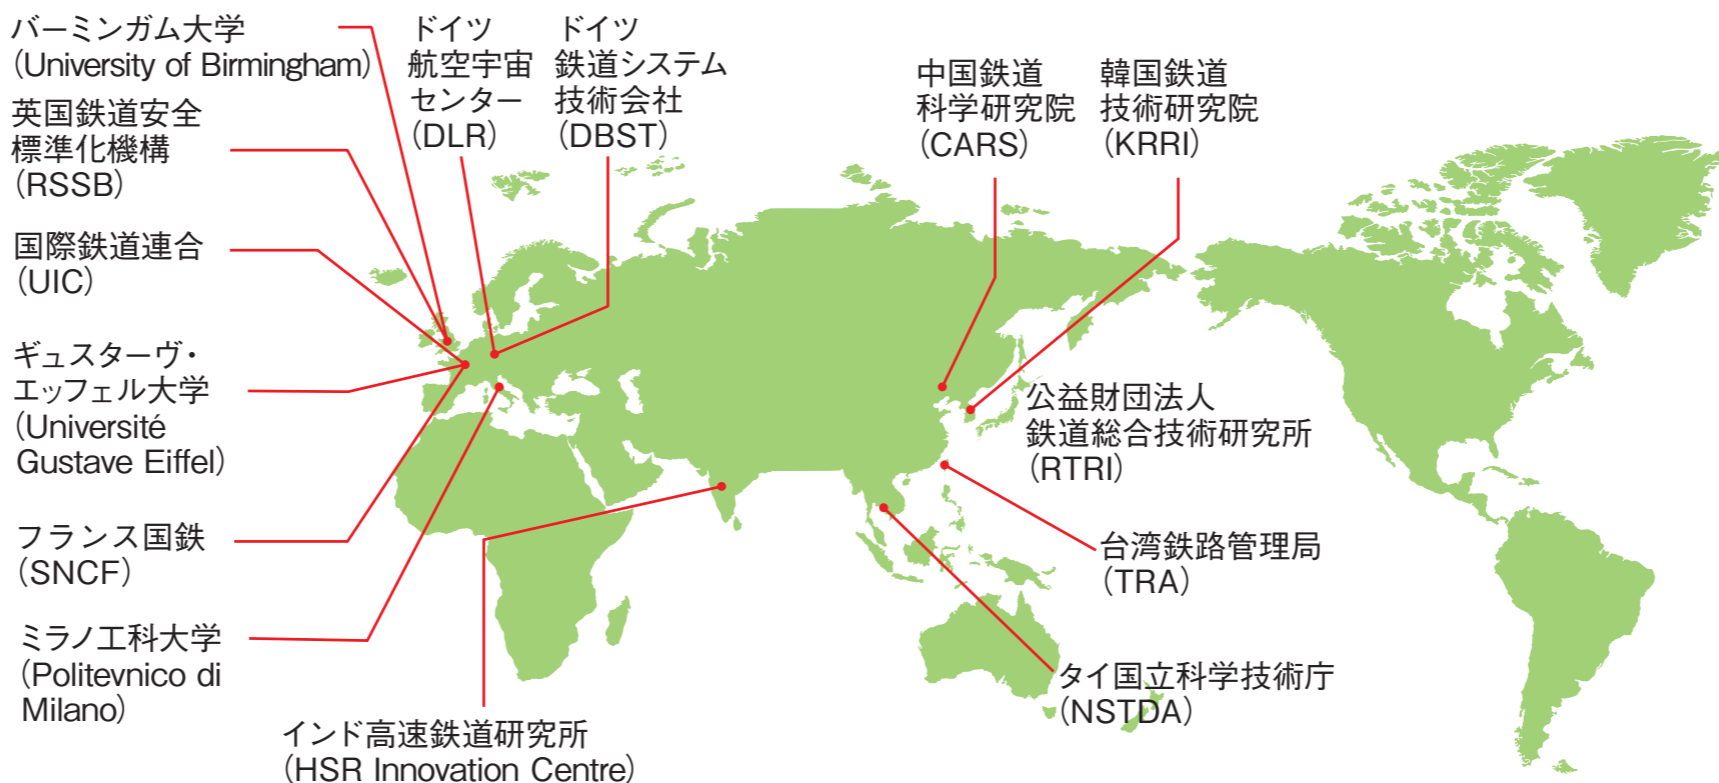 バーミンガム大学
(University of Birmingham)
英国鉄道安全
標準化機構
(RSSB)
国際鉄道連合
(UIC)
ギュスターヴ・
エッフェル大学
(Université
Gustave Eiffel)
フランス国鉄
(SNCF)
ミラノ工科大学
(Politevnico di
Milano)
ドイツ
航空宇宙
センター
(DLR)
ドイツ
鉄道システム
技術会社
(DBST)
中国鉄道
科学研究院
(CARS)
韓国鉄道
技術研究院
(KRRI)
公益財団法人
鉄道総合技術研究所
(RTRI)
台湾鉄路管理局
(TRA)
タイ国立科学技術庁
(NSTDA)
インド高速鉄道研究所
(HSR Innovation Centre)